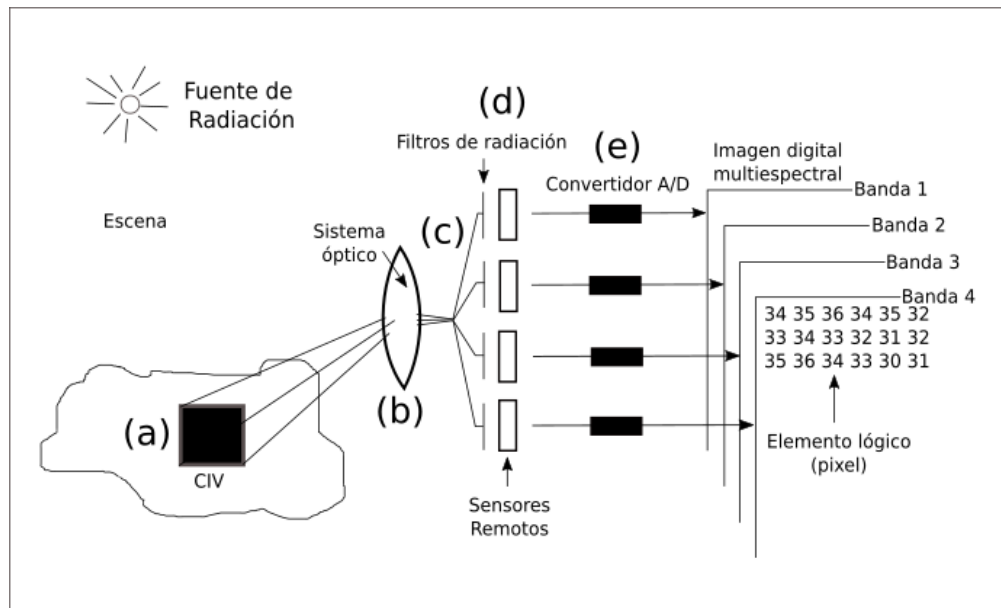 Fuente de
Radiación
(d)
Filtros de radiación
(e)
Convertidor A/D
Imagen digital
multiespectral
Banda 1
Banda 2
Banda 3
Banda 4
Escena
Sistema
óptico
(c)
34 35 36 34 35 32
33 34 33 32 31 32
35 36 34 33 30 31
(b)
(a)
CIV
Sensores
Remotos
Elemento lógico
(pixel)